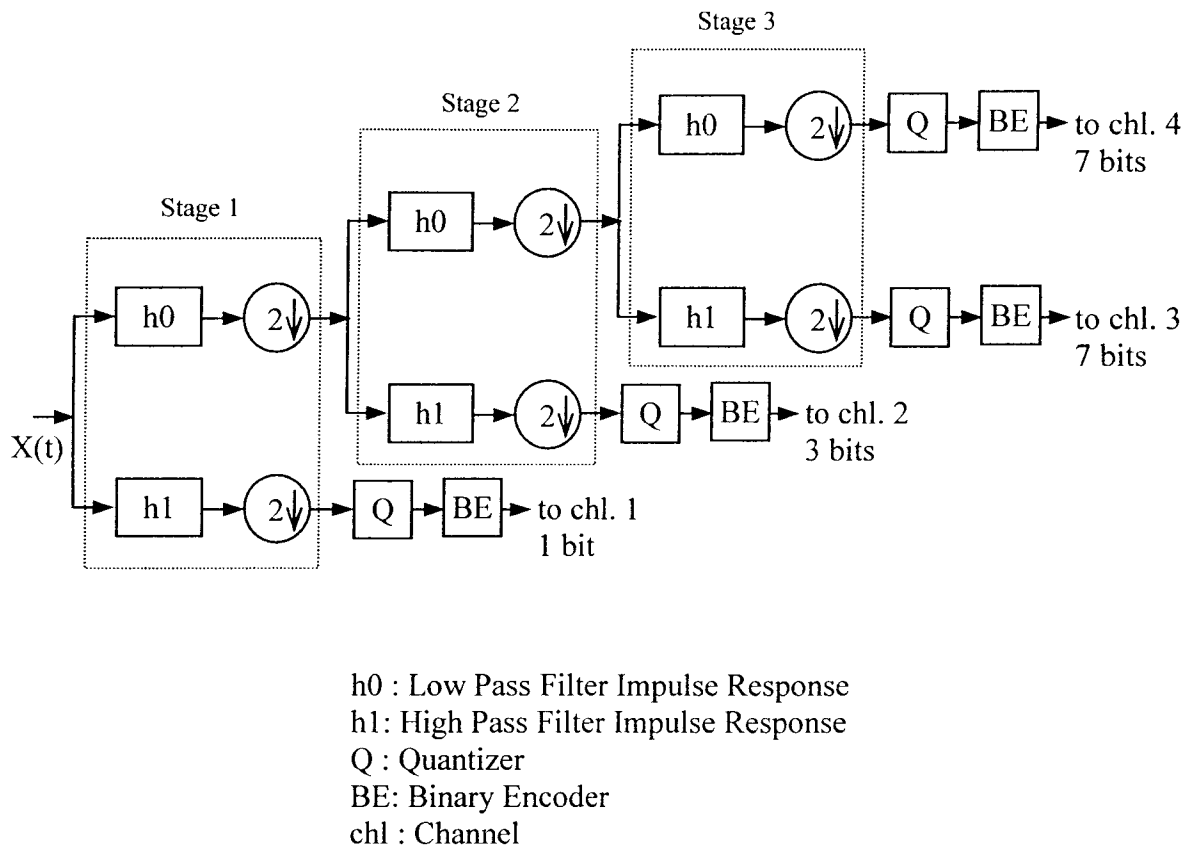 Stage 3
h0
2
Q
BE
to chl. 4
7 bits
Stage 2
h0
2
h1
2
Q
BE
to chl. 3
7 bits
Stage 1
h0
2
h1
2
Q
BE
to chl. 2
3 bits
X(t)
h1
2
Q
BE
to chl. 1
1 bit
h0 : Low Pass Filter Impulse Response
h1: High Pass Filter Impulse Response
Q : Quantizer
BE: Binary Encoder
chl : Channel